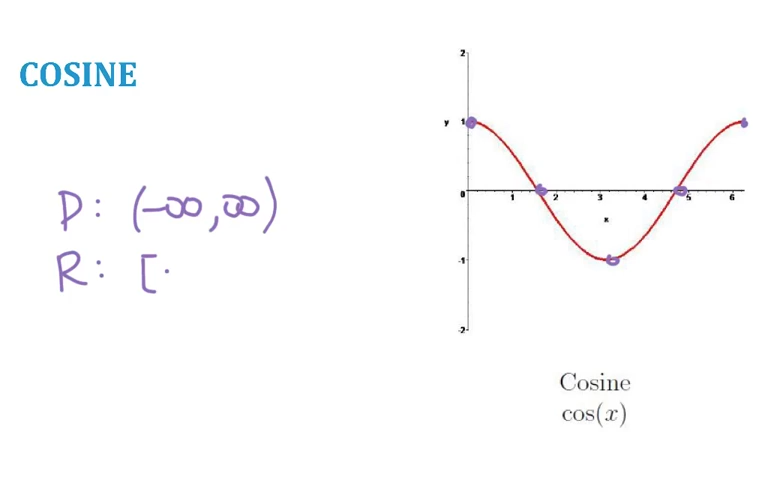 COSINE
D: (-∞, ∞)
R: [·
2
y 1
0 1 2 3 4 5 6
x
-1
-2
Cosine
cos(x)